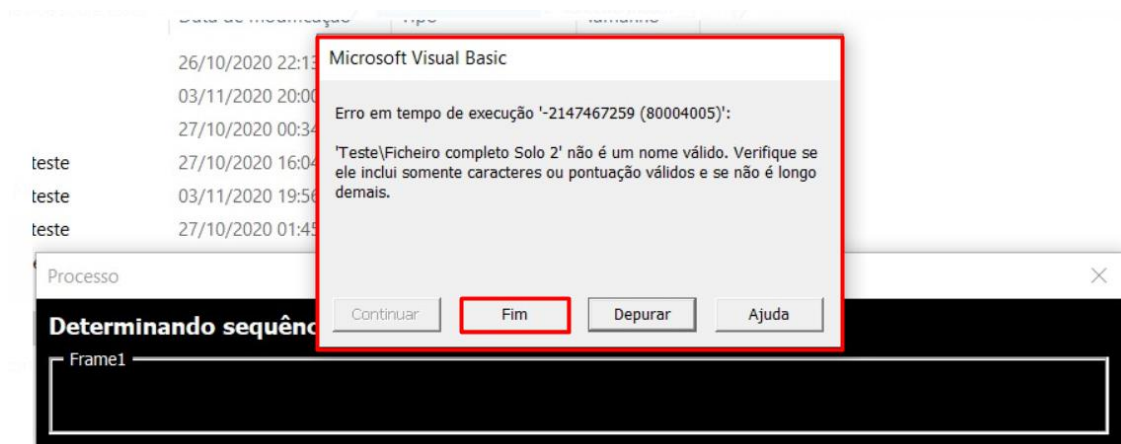 26/10/2020 22:13
03/11/2020 20:00
27/10/2020 00:34
teste 27/10/2020 16:04
teste 03/11/2020 19:56
teste 27/10/2020 01:45
Microsoft Visual Basic
Erro em tempo de execução '-2147467259 (80004005)':
'Teste\Ficheiro completo Solo 2' não é um nome válido. Verifique se
ele inclui somente caracteres ou pontuação válidos e se não é longo
demais.
Continuar Fim Depurar Ajuda
Processo
Determinando sequênc
Frame1